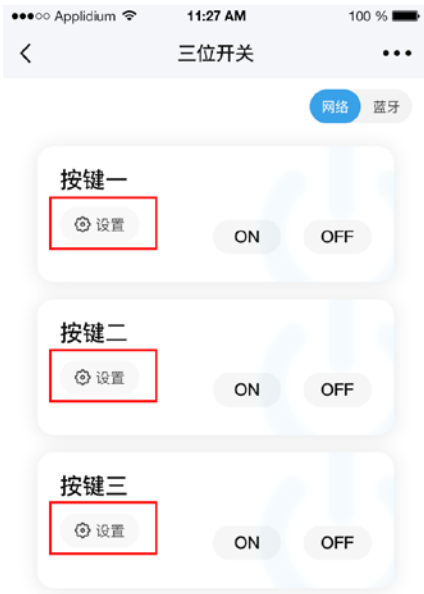 Applidium 11:27 AM 100 %
三位开关
网络 蓝牙
按键一
设置
ON OFF
按键二
设置
ON OFF
按键三
设置
ON OFF